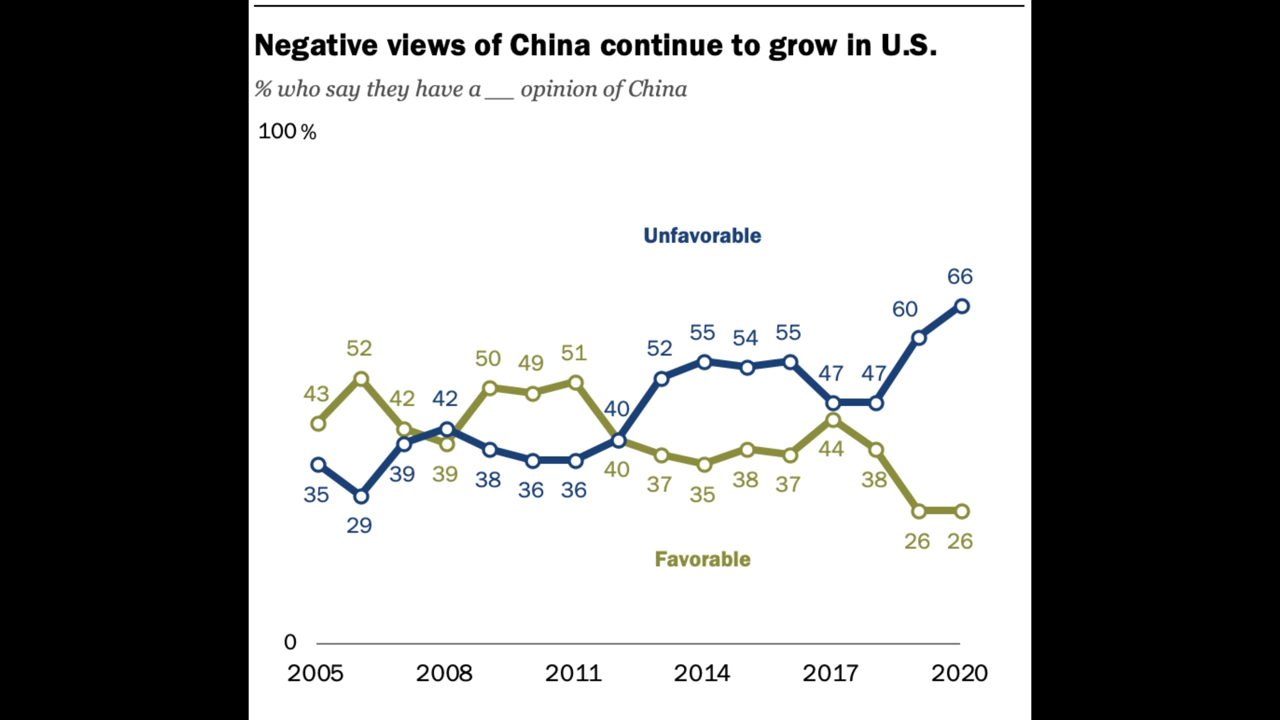 Negative views of China continue to grow in U.S.
% who say they have a __ opinion of China
100 %
Unfavorable
66
60
52 55 54 55
52 50 49 51
47 47
43 42 42
40
39 39 38 36 36 40 37 35 38 37 44 38
35
29
26 26
Favorable
0
2005 2008 2011 2014 2017 2020